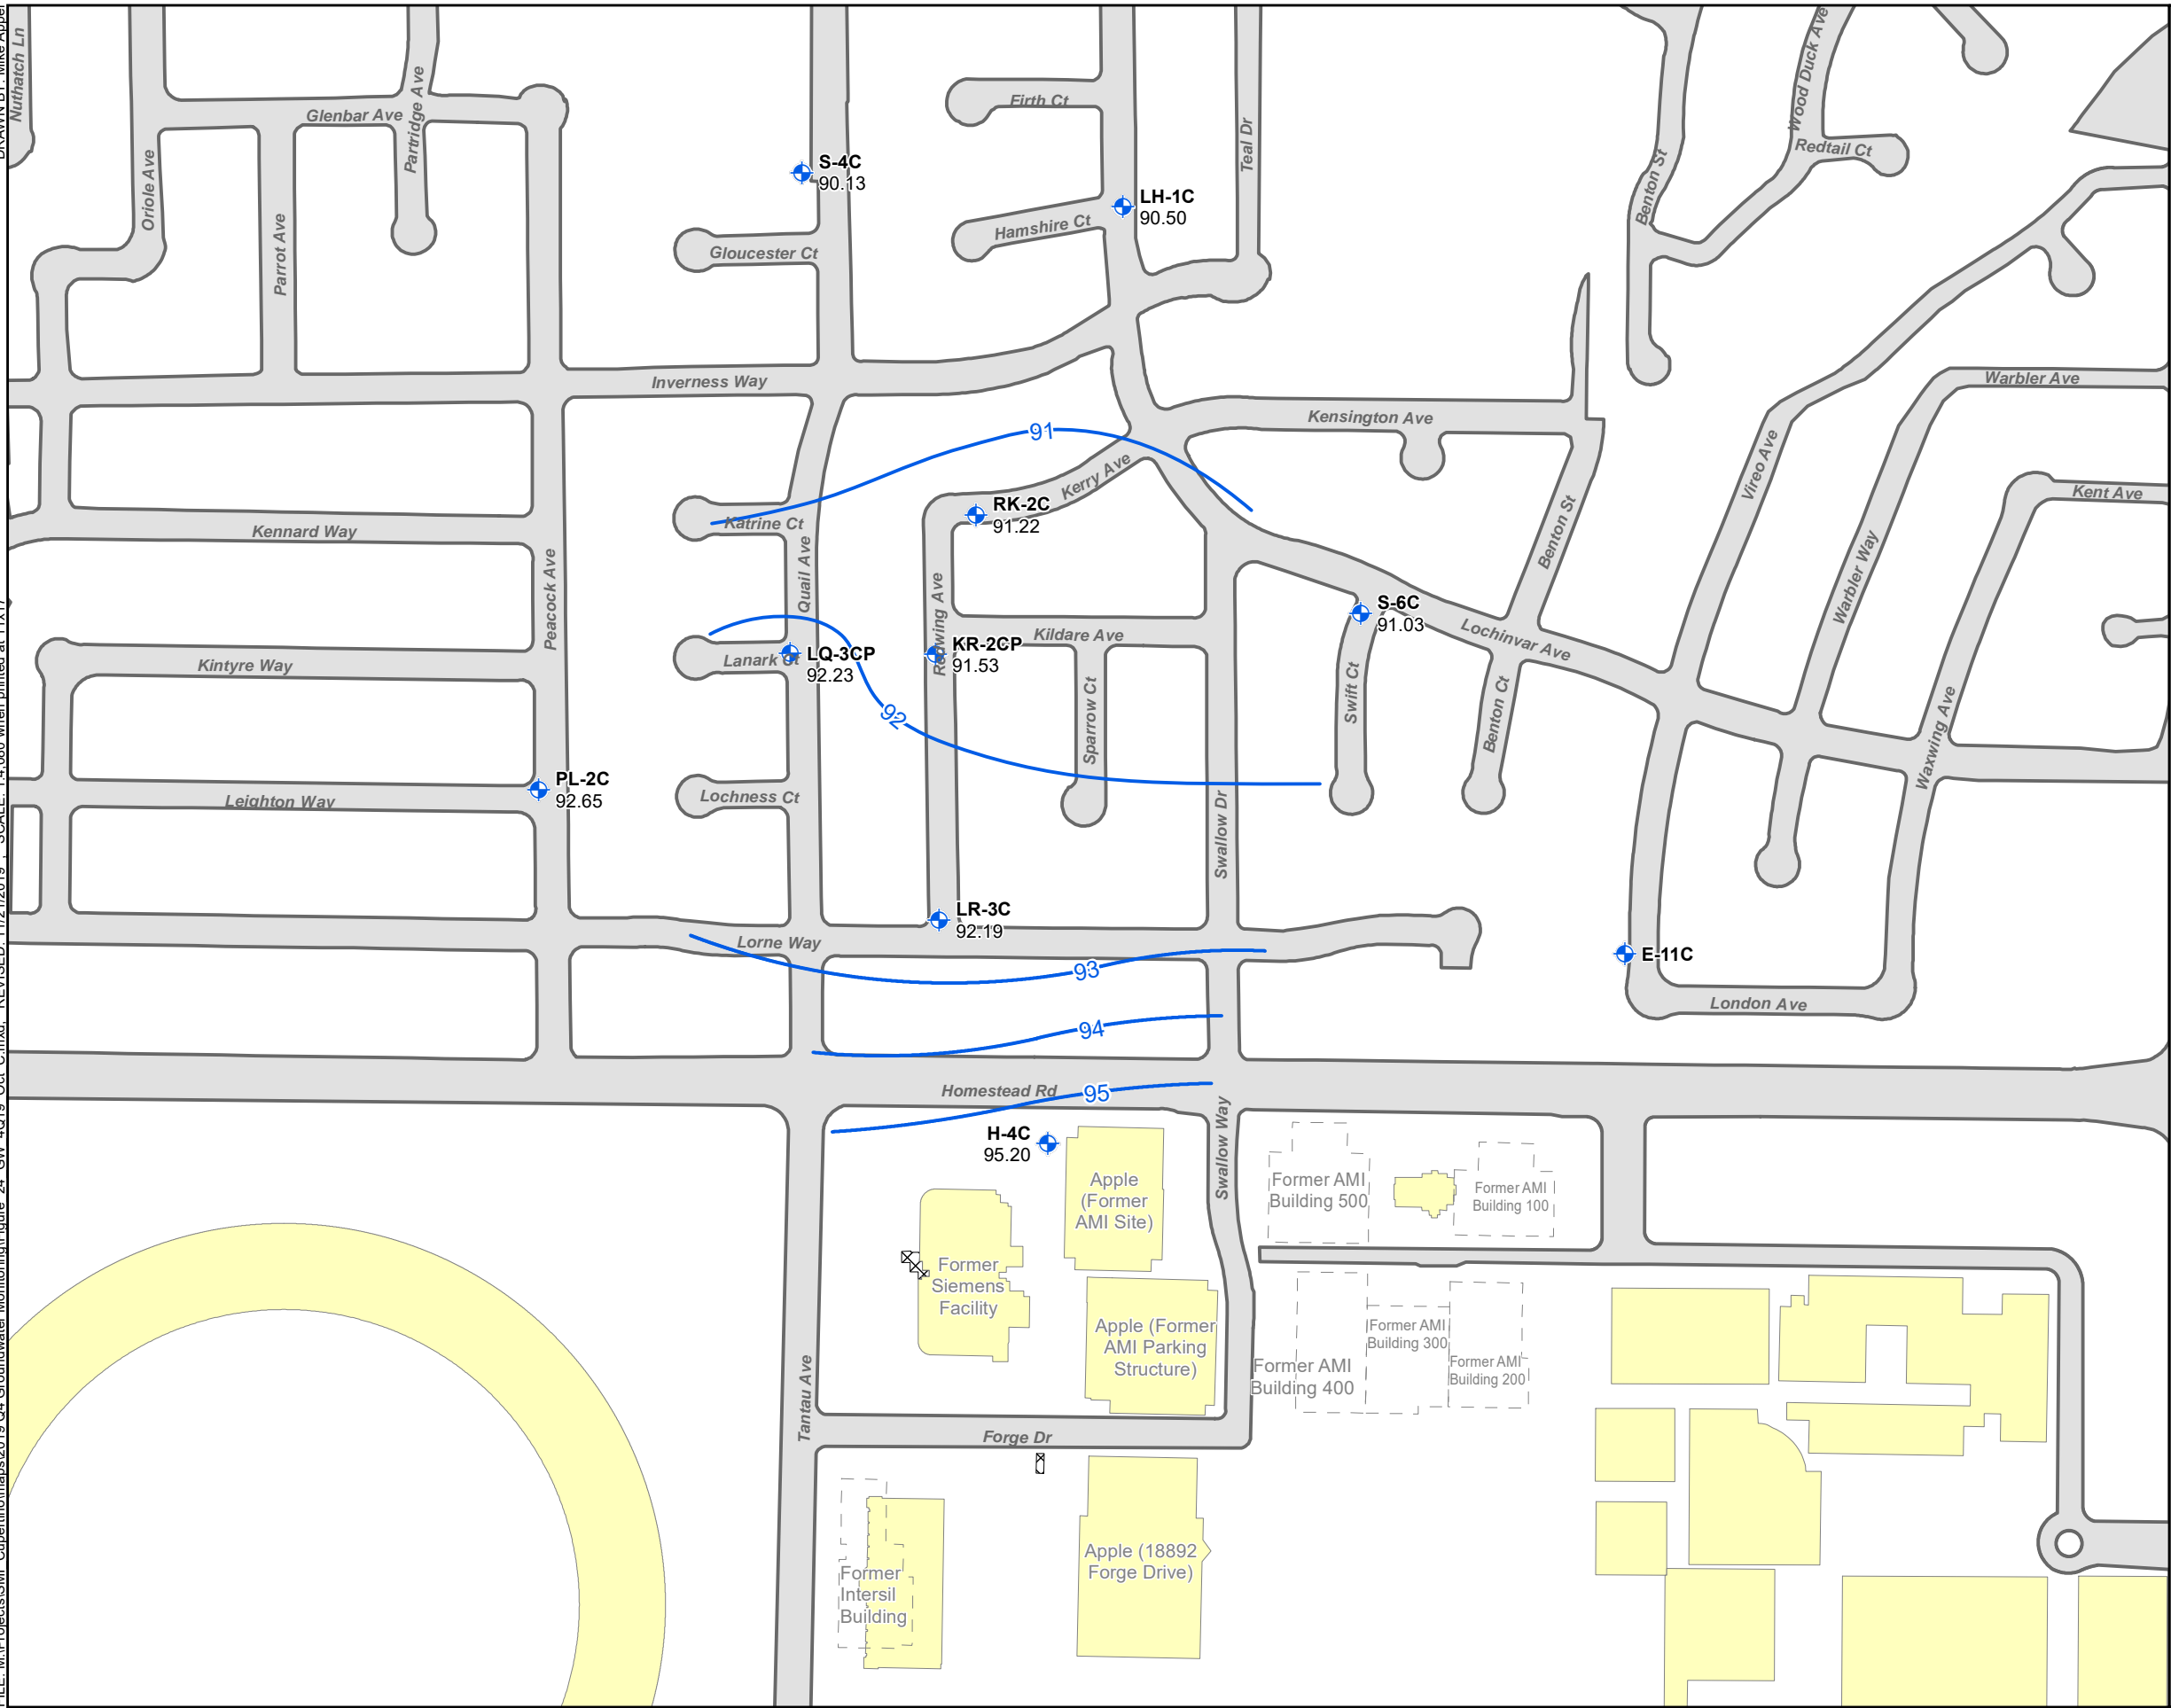 Nuthatch Ln
Glenbar Ave
Partridge Ave
Oriole Ave
Parrot Ave
S-4C
90.13
Gloucester Ct
Firth Ct
Hamshire Ct
LH-1C
90.50
Teal Dr
Benton St
Wood Duck Ave
Redtail Ct
Inverness Way
Kensington Ave
Warbler Ave
91
Kerry Ave
Kennard Way
Katrine Ct
RK-2C
91.22
Vireo Ave
Kent Ave
Benton St
Peacock Ave
Quail Ave
Redwing Ave
Warbler Way
S-6C
91.03
Lochinvar Ave
Kildare Ave
KR-2CP
91.53
Kintyre Way
Lanark Ct
LQ-3CP
92.23
92
Sparrow Ct
Swift Ct
Benton Ct
Waxwing Ave
PL-2C
92.65
Leighton Way
Lochness Ct
Swallow Dr
LR-3C
92.19
Lorne Way
93
E-11C
London Ave
94
Homestead Rd
95
H-4C
95.20
Swallow Way
Apple
(Former
AMI Site)
Former AMI
Building 500
Former AMI
Building 100
Former
Siemens
Facility
Apple (Former
AMI Parking
Structure)
Former AMI
Building 300
Former AMI
Building 400
Former AMI
Building 200
Tantau Ave
Forge Dr
Apple (18892
Forge Drive)
Former
Intersil
Building